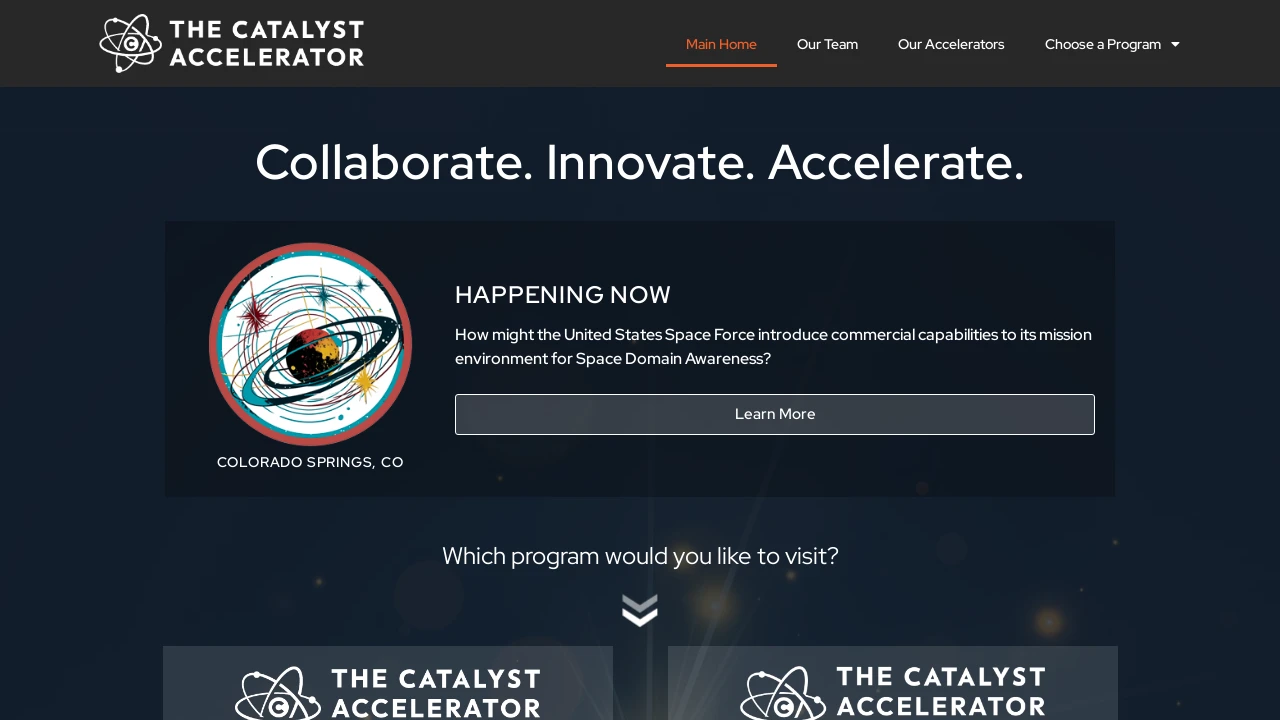 THE CATALYST
ACCELERATOR
Main Home
Our Team
Our Accelerators
Choose a Program
Collaborate. Innovate. Accelerate.
COLORADO SPRINGS, CO
HAPPENING NOW
How might the United States Space Force introduce commercial capabilities to its mission
environment for Space Domain Awareness?
Learn More
Which program would you like to visit?
THE CATALYST
ACCELERATOR
THE CATALYST
ACCELERATOR